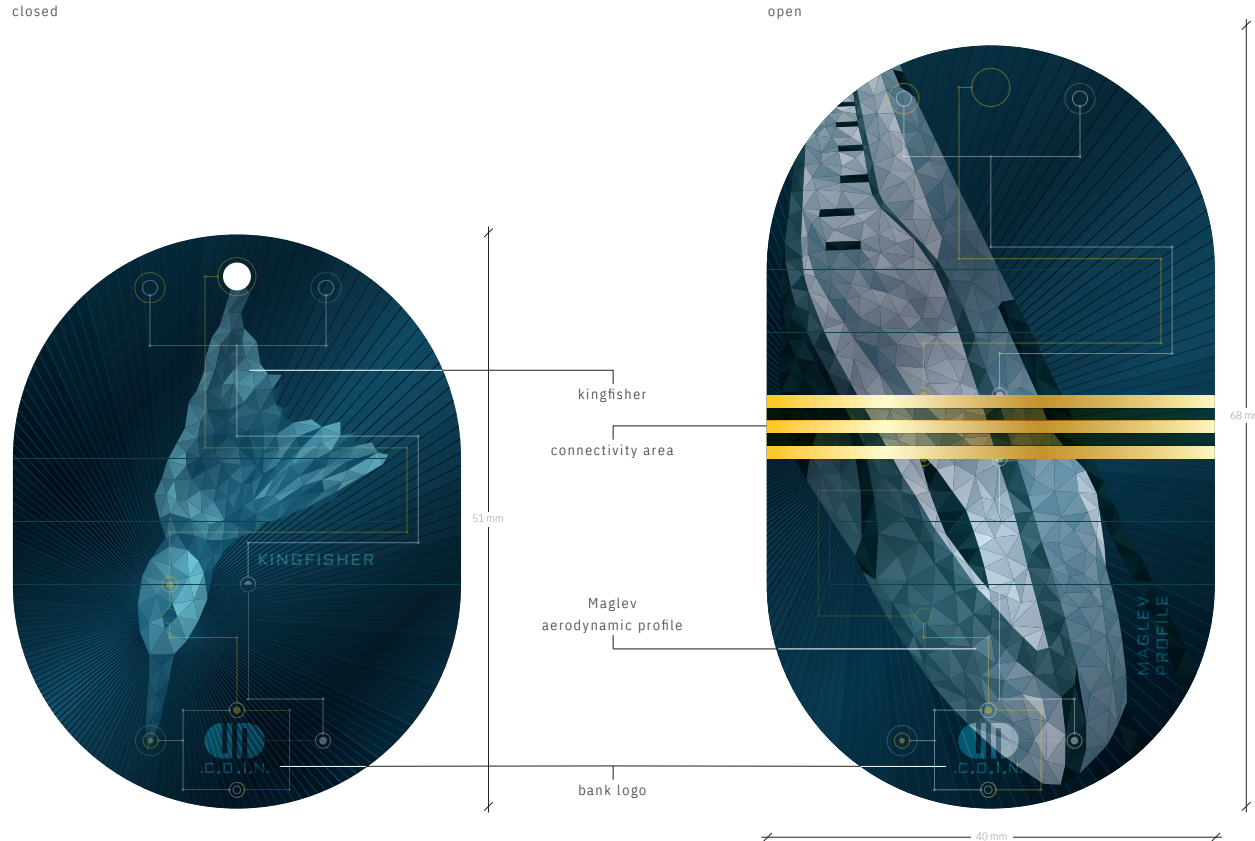 closed
open
kingfisher
connectivity area
68 mm
51 mm
KINGFISHER
Maglev
aerodynamic profile
MAGLEV
PROFILE
.C.O.I.N.
.C.O.I.N.
bank logo
40 mm